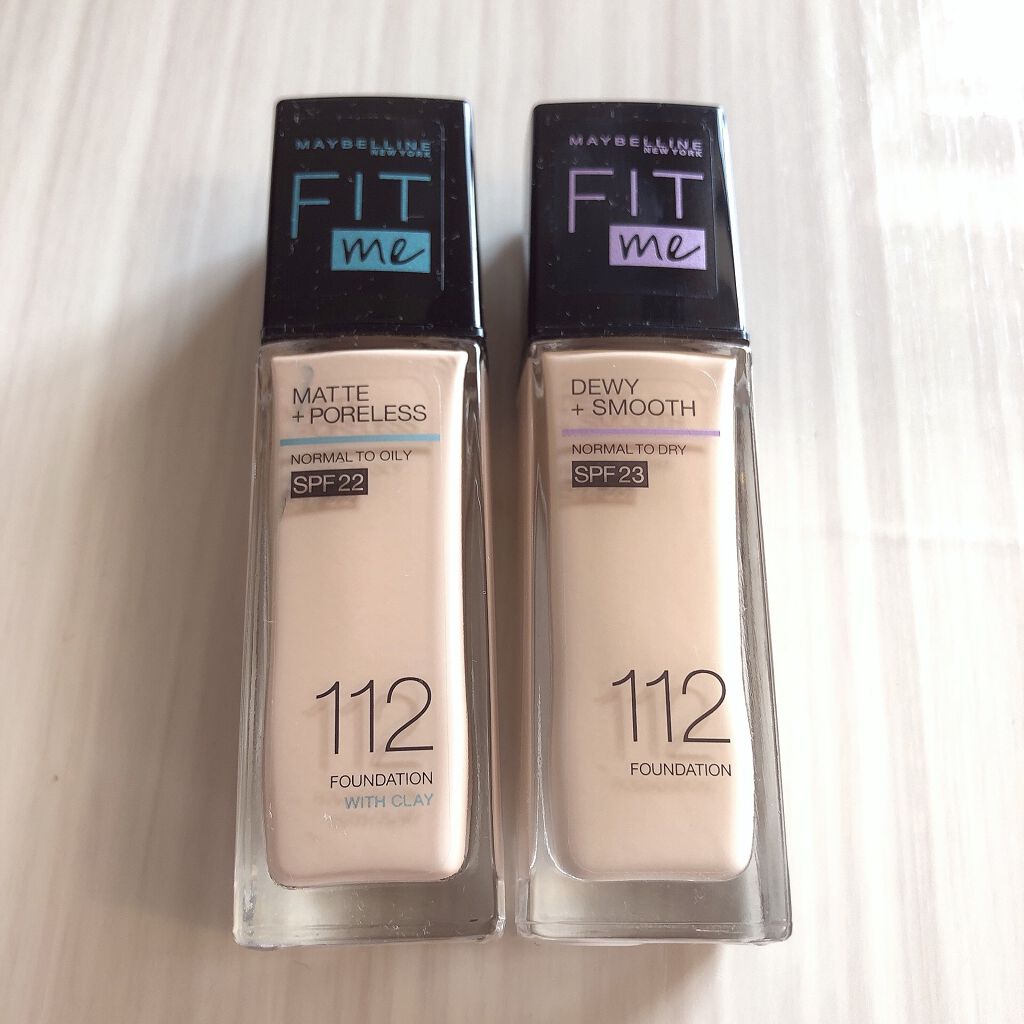 MAYBELLINE
NEW YORK
FIT
me
MATTE
+ PORELESS
NORMAL TO OILY
SPF 22
112
FOUNDATION
WITH CLAY
MAYBELLINE
NEW YORK
FIT
me
DEWY
+ SMOOTH
NORMAL TO DRY
SPF 23
112
FOUNDATION